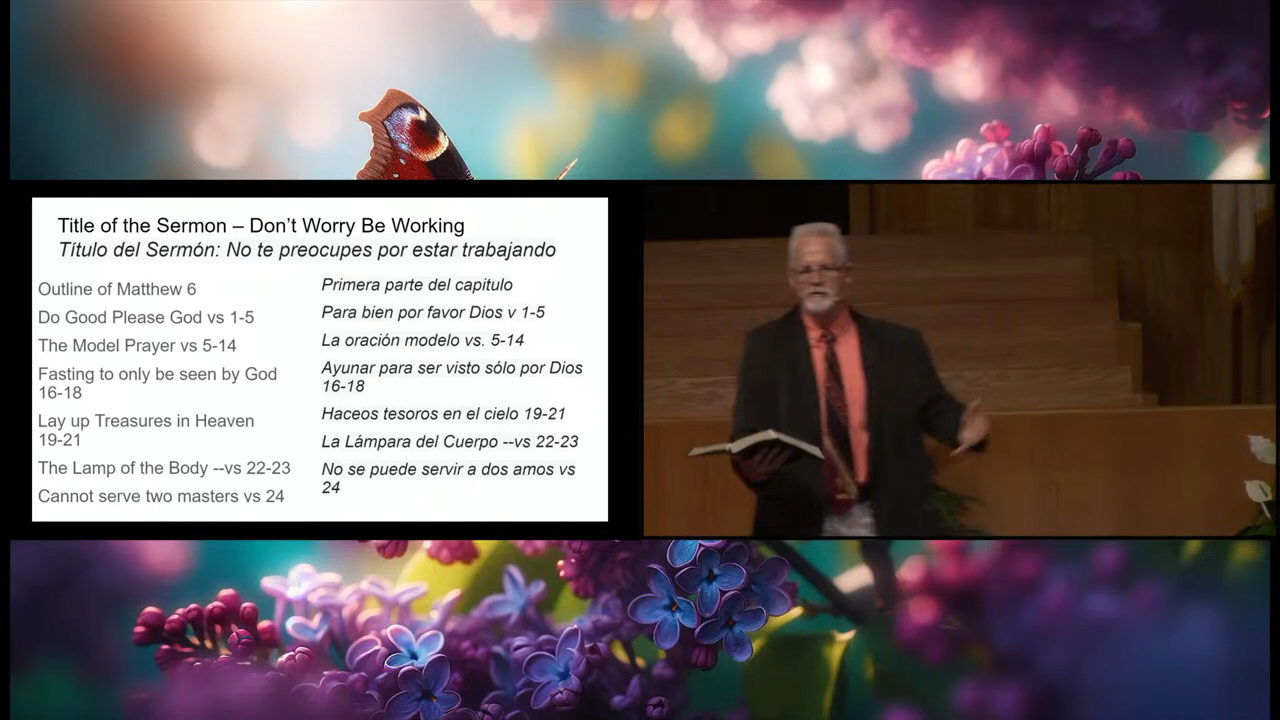 Title of the Sermon – Don’t Worry Be Working
Título del Sermón: No te preocupes por estar trabajando
Outline of Matthew 6
Do Good Please God vs 1-5
The Model Prayer vs 5-14
Fasting to only be seen by God
16-18
Lay up Treasures in Heaven
19-21
The Lamp of the Body --vs 22-23
Cannot serve two masters vs 24
Primera parte del capitulo
Para bien por favor Dios v 1-5
La oración modelo vs. 5-14
Ayunar para ser visto sólo por Dios
16-18
Haceos tesoros en el cielo 19-21
La Lámpara del Cuerpo --vs 22-23
No se puede servir a dos amos vs
24